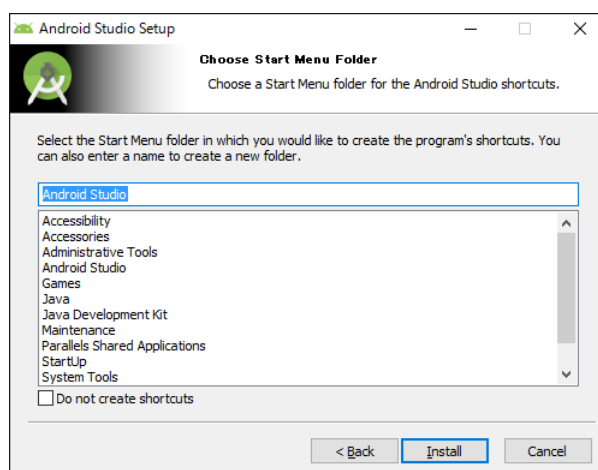 Android Studio Setup
Choose Start Menu Folder
Choose a Start Menu folder for the Android Studio shortcuts.
Select the Start Menu folder in which you would like to create the program's shortcuts. You
can also enter a name to create a new folder.
Android Studio
Accessibility
Accessories
Administrative Tools
Android Studio
Games
Java
Java Development Kit
Maintenance
Parallels Shared Applications
StartUp
System Tools
Do not create shortcuts
< Back
Install
Cancel